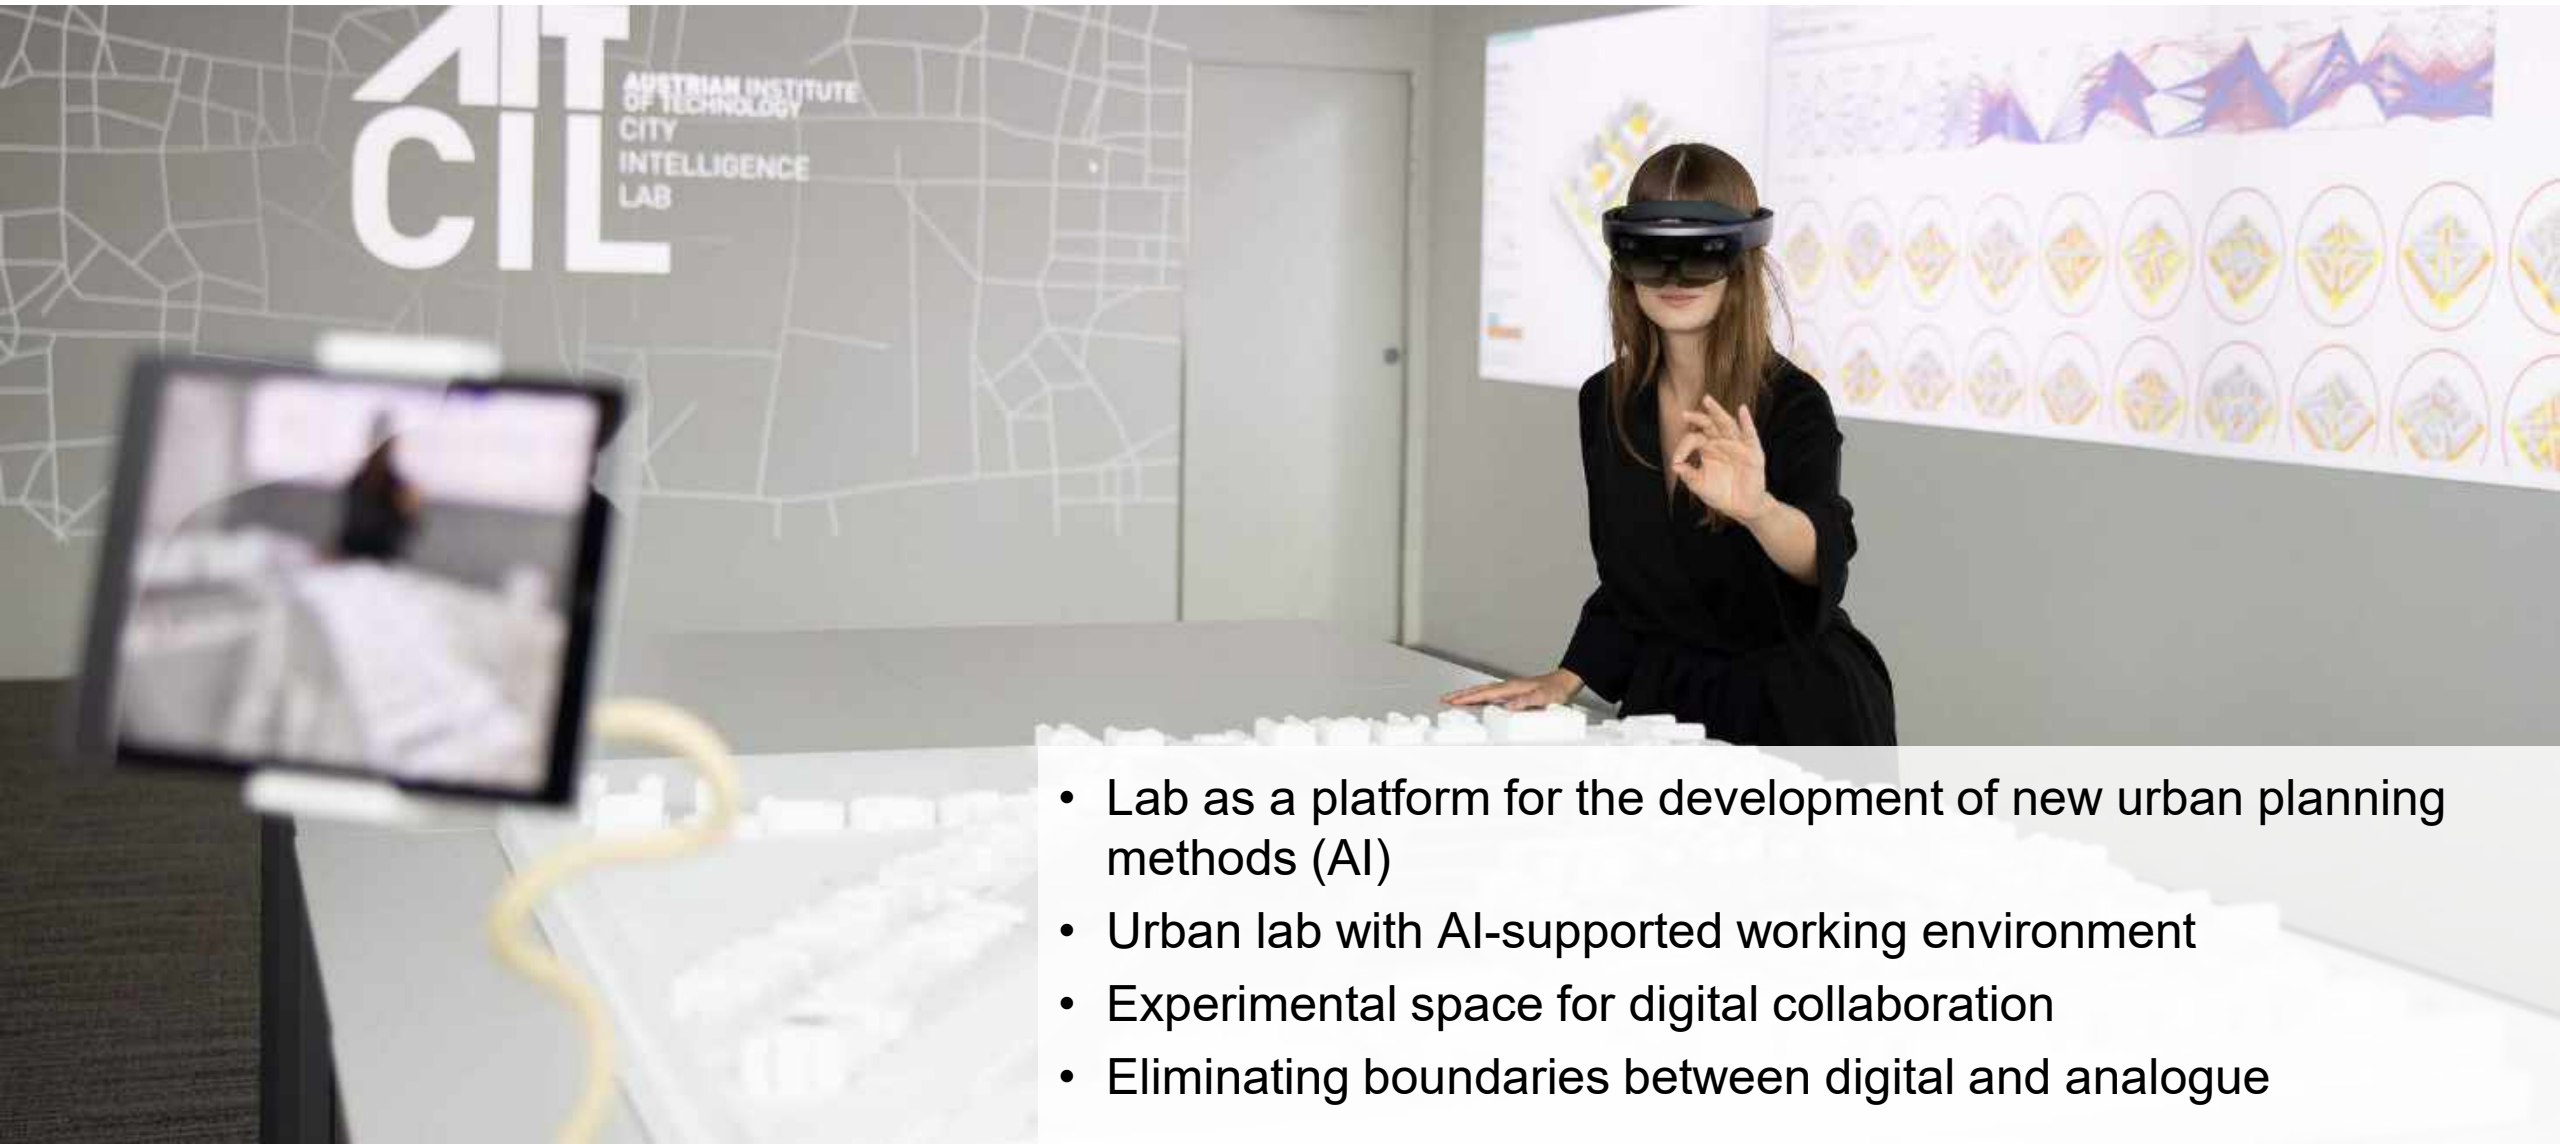 AIT
AUSTRIAN INSTITUTE
OF TECHNOLOGY
CIL
CITY
INTELLIGENCE
LAB
• Lab as a platform for the development of new urban planning
methods (AI)
• Urban lab with AI-supported working environment
• Experimental space for digital collaboration
• Eliminating boundaries between digital and analogue